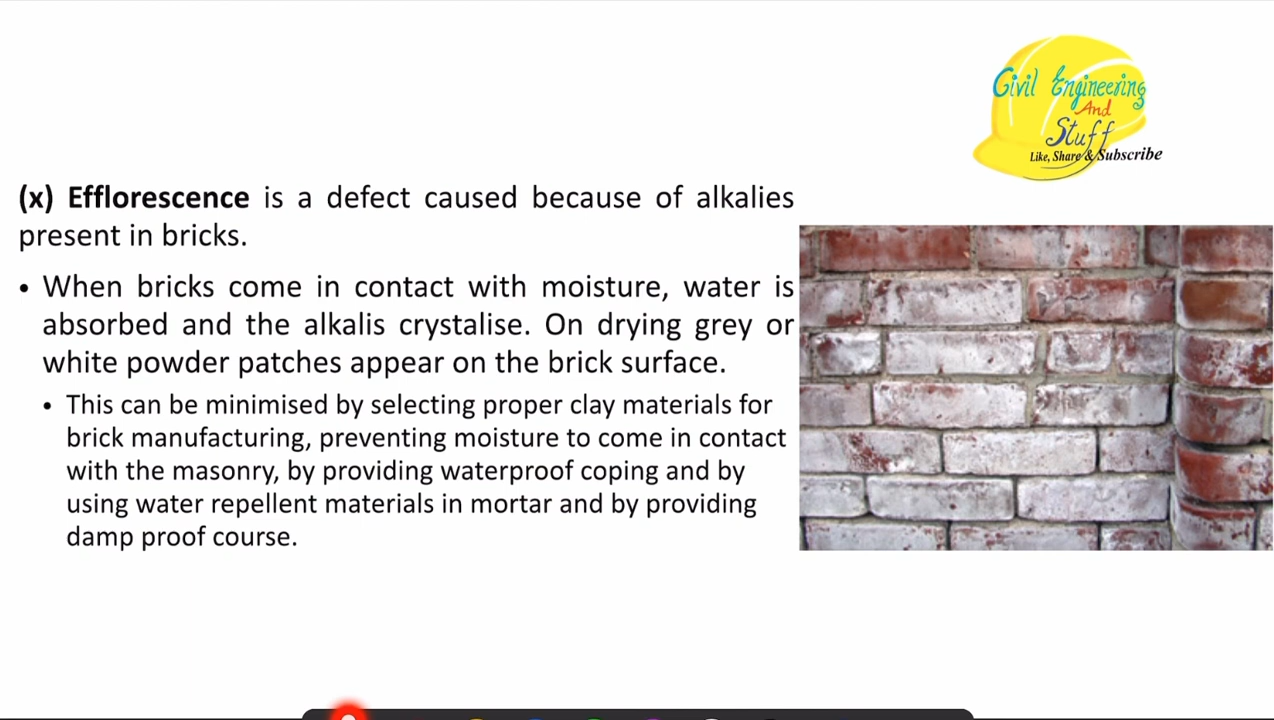 Civil Engineering
And
Stuff
Like, Share & Subscribe
(x) Efflorescence is a defect caused because of alkalies
present in bricks.
• When bricks come in contact with moisture, water is
absorbed and the alkalis crystalise. On drying grey or
white powder patches appear on the brick surface.
• This can be minimised by selecting proper clay materials for
brick manufacturing, preventing moisture to come in contact
with the masonry, by providing waterproof coping and by
using water repellent materials in mortar and by providing
damp proof course.